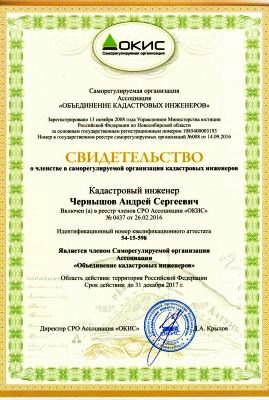 ОКИС
Саморегулируемая организация
Саморегулируемая организация
Ассоциация
«ОБЪЕДИНЕНИЕ КАДАСТРОВЫХ ИНЖЕНЕРОВ»
Зарегистрировано 13 октября 2008 года Управлением Министерства юстиции
Российской Федерации по Новосибирской области
за основным государственным регистрационным номером 1085400003193
Номер в государственном реестре саморегулируемых организаций №008 от 14.09.2016
СВИДЕТЕЛЬСТВО
о членстве в саморегулируемой организации кадастровых инженеров
Кадастровый инженер
Чернышов Андрей Сергеевич
Включен (а) в реестр членов СРО Ассоциации «ОКИС»
№ 0437 от 26.02.2016
Идентификационный номер квалификационного аттестата
54-15-598
Является членом Саморегулируемой организации
Ассоциация
«Объединение кадастровых инженеров»
Область действия: территория Российской Федерации
Срок действия: до 31 декабря 2017 г.
Директор СРО Ассоциация «ОКИС»
Д.А. Крылов